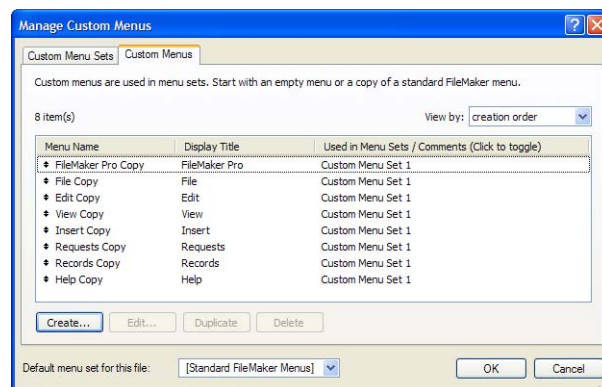 Manage Custom Menus
Custom Menu Sets Custom Menus
Custom menus are used in menu sets. Start with an empty menu or a copy of a standard FileMaker menu.
8 item(s) View by: creation order
Menu Name Display Title Used in Menu Sets / Comments (Click to toggle)
FileMaker Pro Copy FileMaker Pro Custom Menu Set 1
File Copy File Custom Menu Set 1
Edit Copy Edit Custom Menu Set 1
View Copy View Custom Menu Set 1
Insert Copy Insert Custom Menu Set 1
Requests Copy Requests Custom Menu Set 1
Records Copy Records Custom Menu Set 1
Help Copy Help Custom Menu Set 1
Create... Edit... Duplicate Delete
Default menu set for this file: [Standard FileMaker Menus] OK Cancel